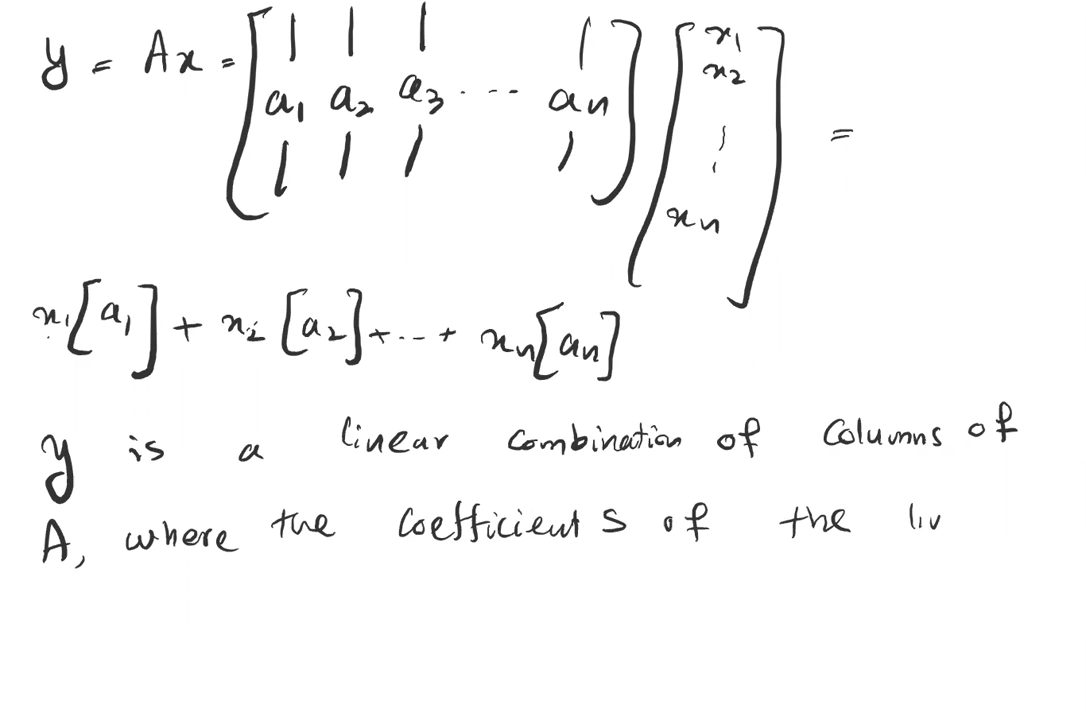 y = Ax = [ | | | | ] [ x1 ] =
[ a1 a2 a3 ... an ] [ x2 ⋮ xn ]
[ | | | | ]
x1[a1] + x2[a2] + ... + xn[an]
y is a linear combination of columns of
A, where the coefficients of the liv